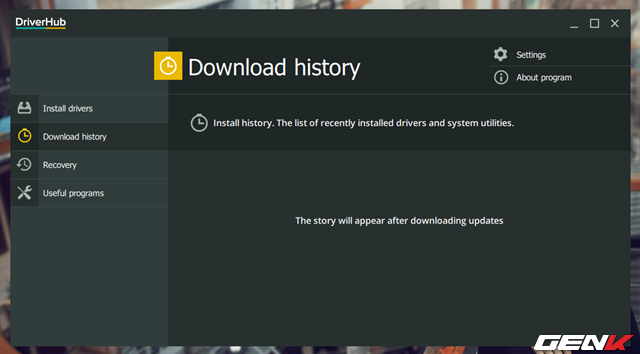 DriverHub
Download history
Settings
About program
Install drivers
Download history
Recovery
Useful programs
Install history. The list of recently installed drivers and system utilities.
The story will appear after downloading updates
GENK